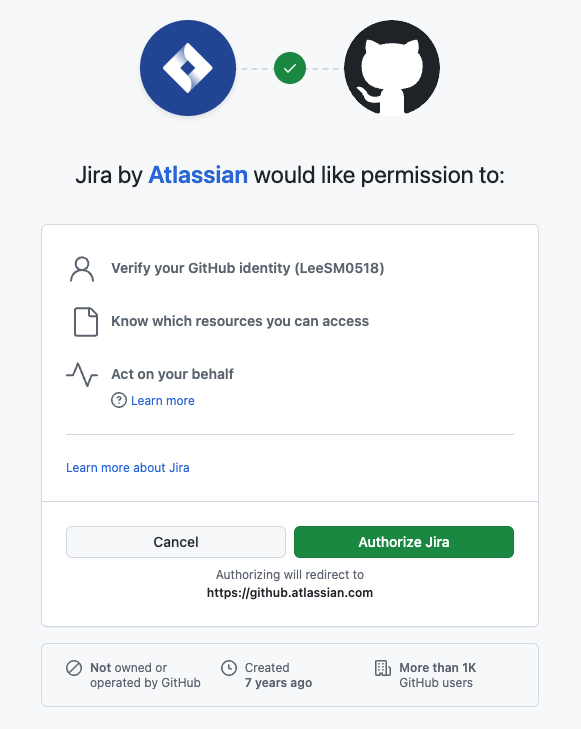 Jira by Atlassian would like permission to:
Verify your GitHub identity (LeeSM0518)
Know which resources you can access
Act on your behalf
Learn more
Learn more about Jira
Cancel
Authorize Jira
Authorizing will redirect to
https://github.atlassian.com
Not owned or
operated by GitHub
Created
7 years ago
More than 1K
GitHub users